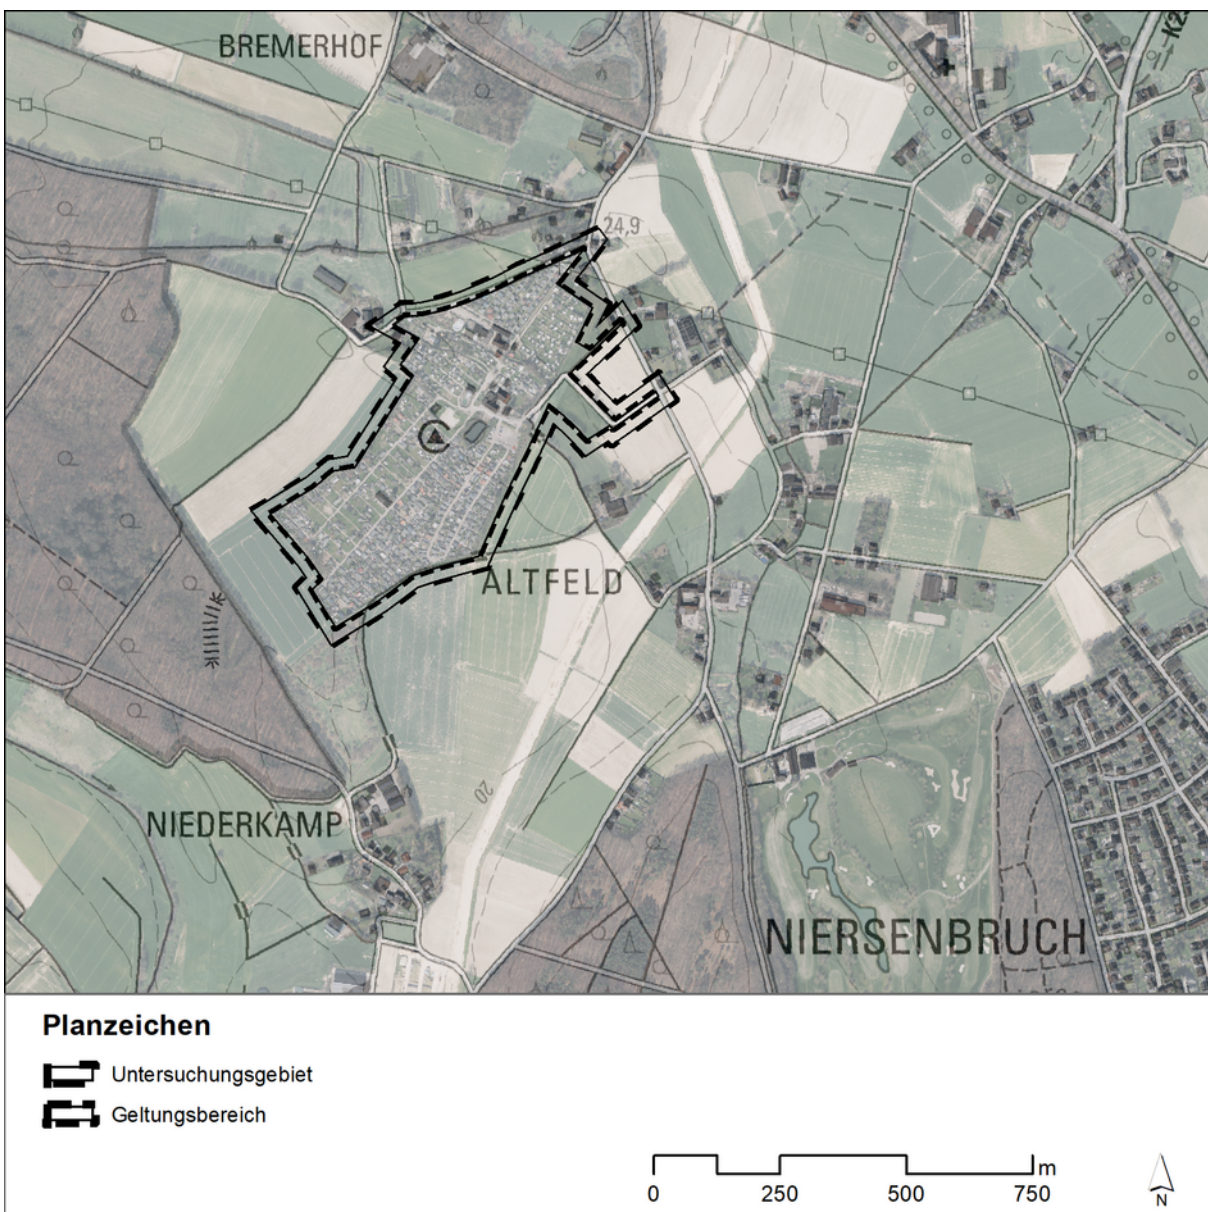 BREMERHOF
24,9
ALTFELD
20
NIEDERKAMP
NIERSENBRUCH
Planzeichen
Untersuchungsgebiet
Geltungsbereich
m
0 250 500 750
N